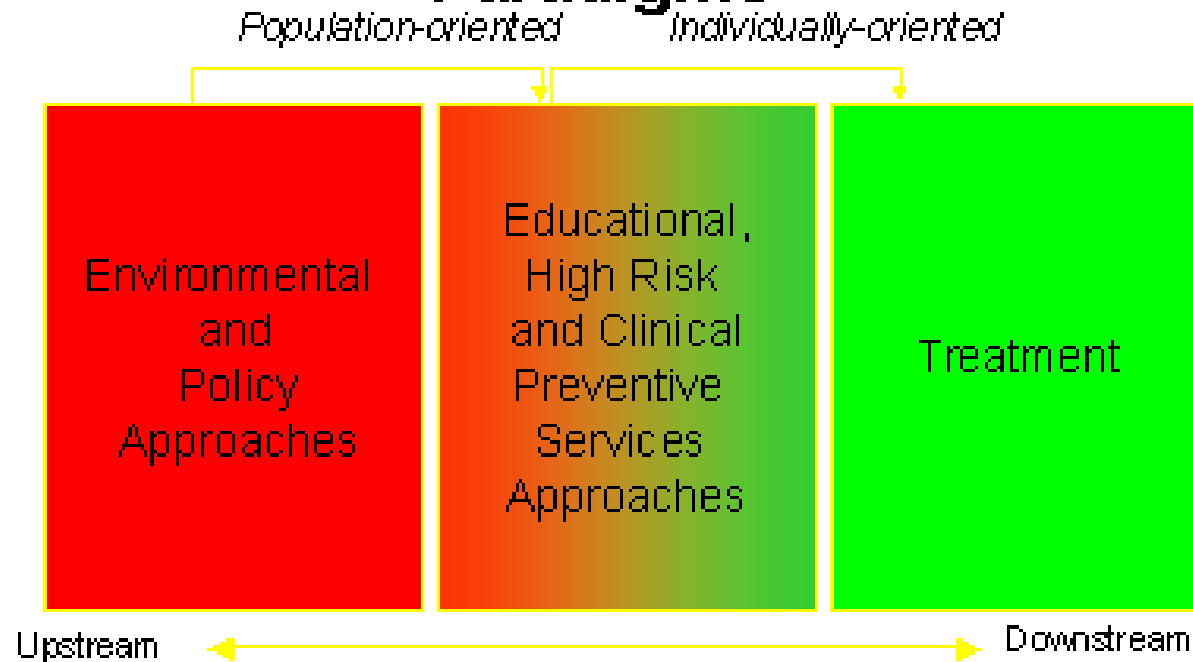 Population-oriented Individually-oriented
Environmental
and
Policy
Approaches
Educational,
High Risk
and Clinical
Preventive
Services
Approaches
Treatment
Upstream
Downstream